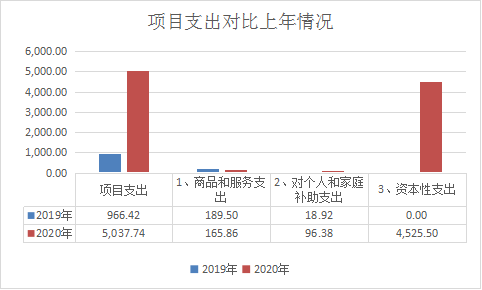 项目支出对比上年情况
6,000.00
5,000.00
4,000.00
3,000.00
2,000.00
1,000.00
0.00
项目支出
1、商品和服务支
出
2、对个人和家庭
补助支出
3、资本性支出
2019年 966.42 189.50 18.92 0.00
2020年 5,037.74 165.86 96.38 4,525.50
2019年 2020年